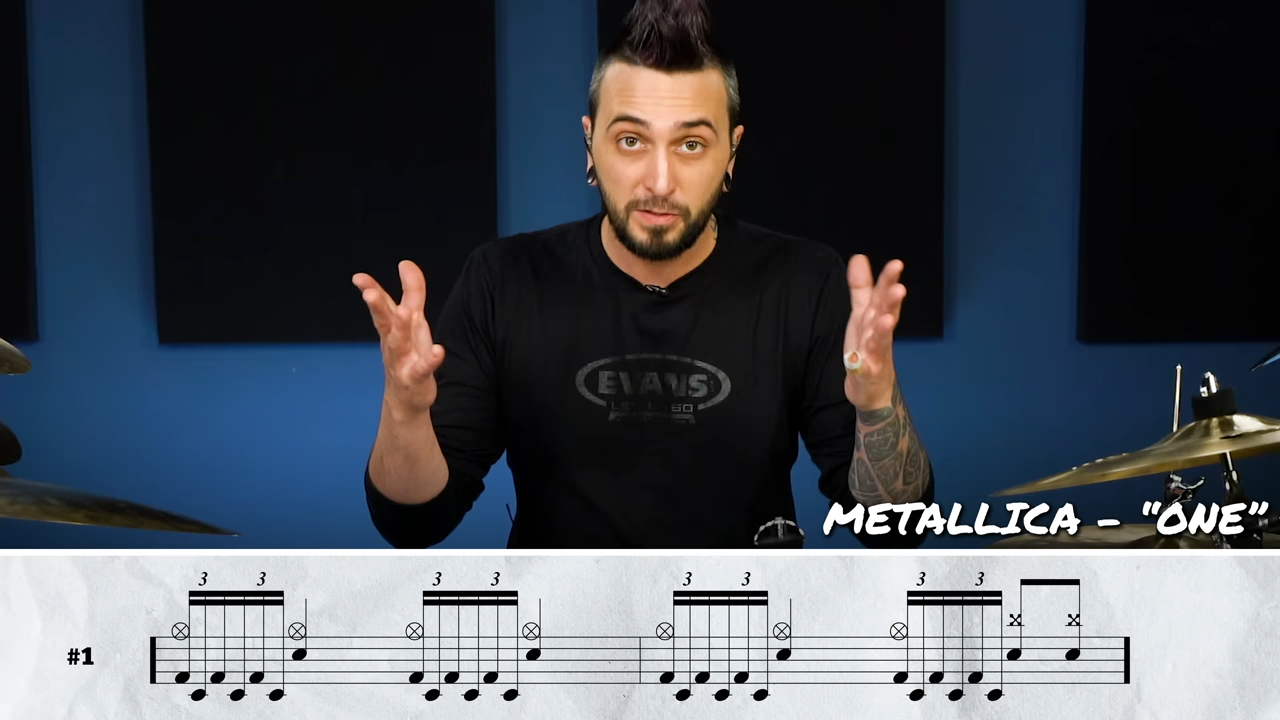 EVANS
METALLICA – “ONE”
3 3 3 3 3 3 3 3
#1